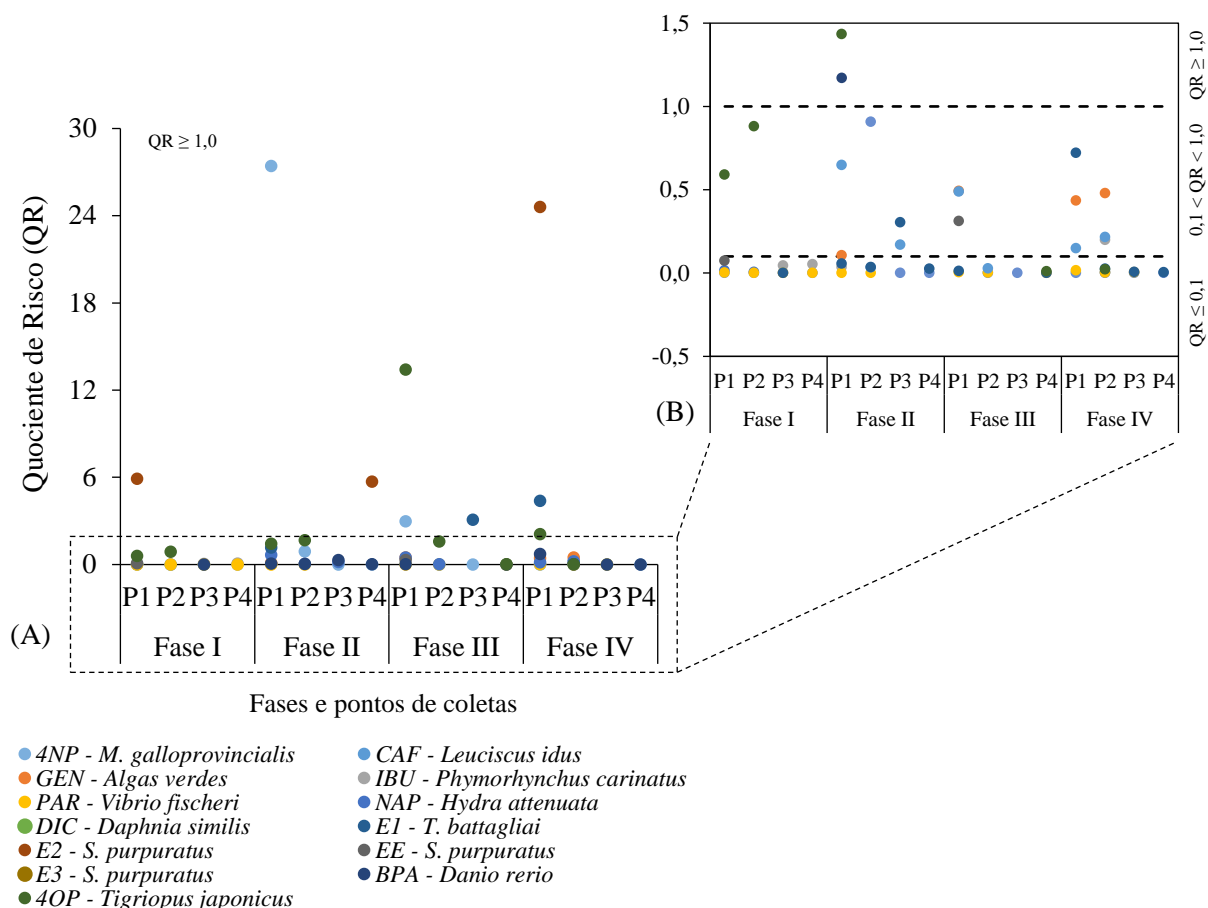 1,5
1,0
0,5
0,0
-0,5
QR ≥ 1,0
0,1 < QR < 1,0
QR ≤ 0,1
P1 P2 P3 P4 P1 P2 P3 P4 P1 P2 P3 P4 P1 P2 P3 P4
Fase I Fase II Fase III Fase IV
(B)
Quociente de Risco (QR)
30
24
18
12
6
0
QR ≥ 1,0
P1 P2 P3 P4 P1 P2 P3 P4 P1 P2 P3 P4 P1 P2 P3 P4
Fase I Fase II Fase III Fase IV
(A)
Fases e pontos de coletas
4NP - M. galloprovincialis
GEN - Algas verdes
PAR - Vibrio fischeri
DIC - Daphnia similis
E2 - S. purpuratus
E3 - S. purpuratus
4OP - Tigriopus japonicus
CAF - Leuciscus idus
IBU - Phymorhynchus carinatus
NAP - Hydra attenuata
E1 - T. battagliai
EE - S. purpuratus
BPA - Danio rerio